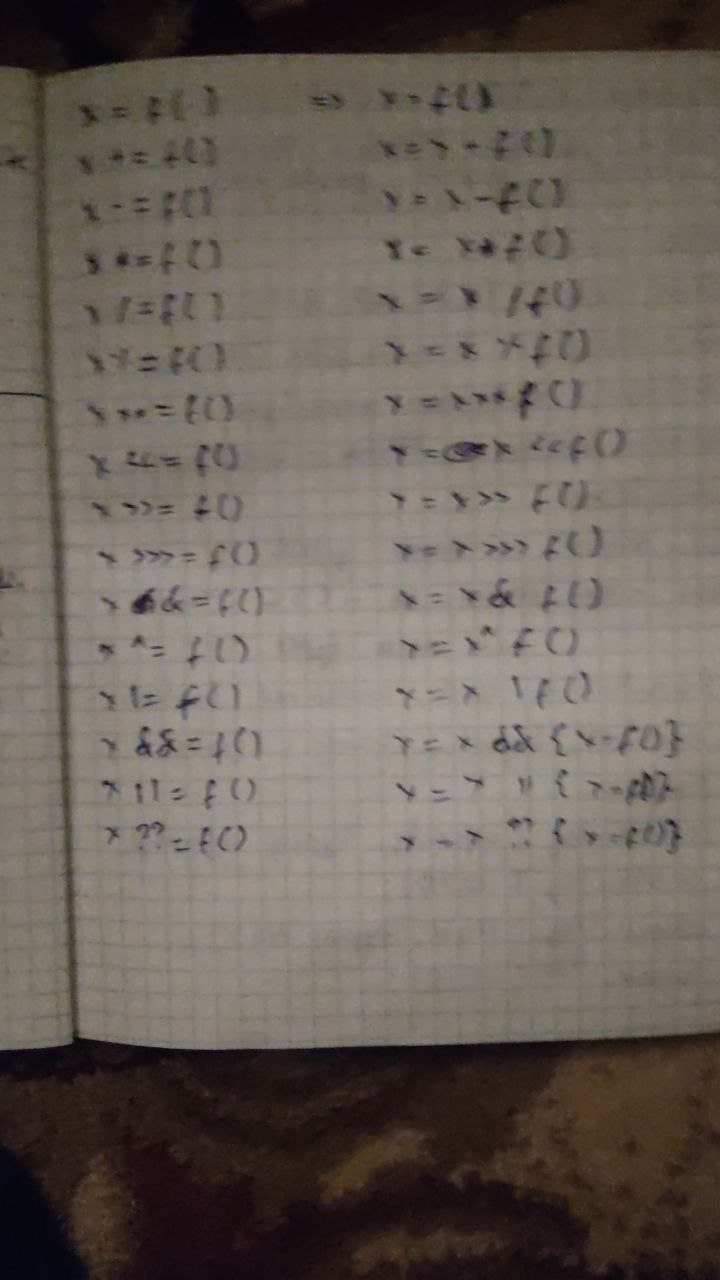 x = f() => x = f()
x += f() x = x + f()
x -= f() x = x - f()
x *= f() x = x * f()
x /= f() x = x / f()
x %= f() x = x % f()
x **= f() x = x ** f()
x <<= f() x = x << f()
x >>= f() x = x >> f()
x >>>= f() x = x >>> f()
x &= f() x = x & f()
x ^= f() x = x ^ f()
x |= f() x = x | f()
x &&= f() x = x && {x=f()}
x ||= f() x = x || {x=f()}
x ??= f() x = x ?? {x=f()}